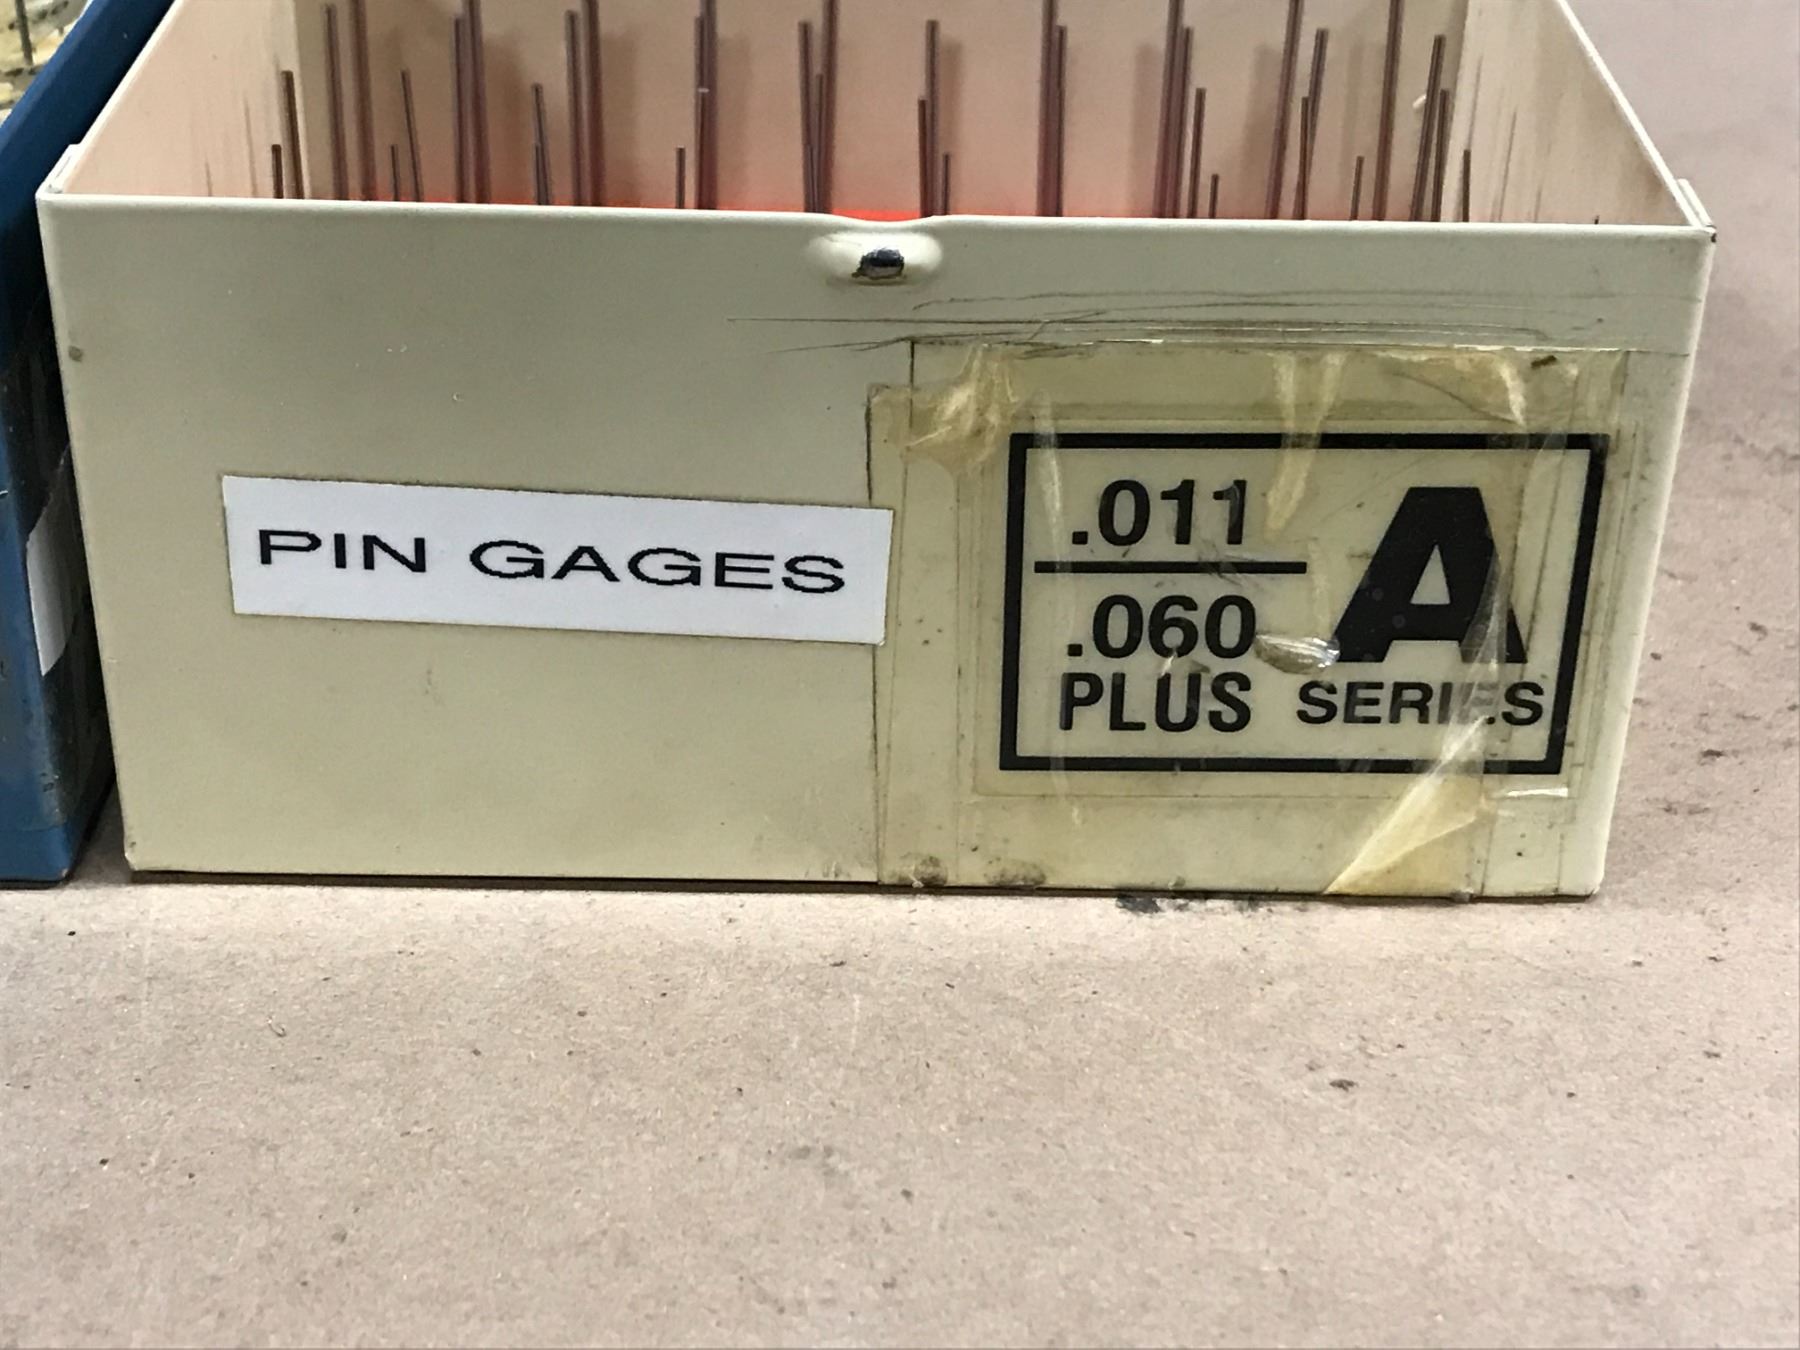 PIN GAGES
.011
.060
PLUS
A
SERIES